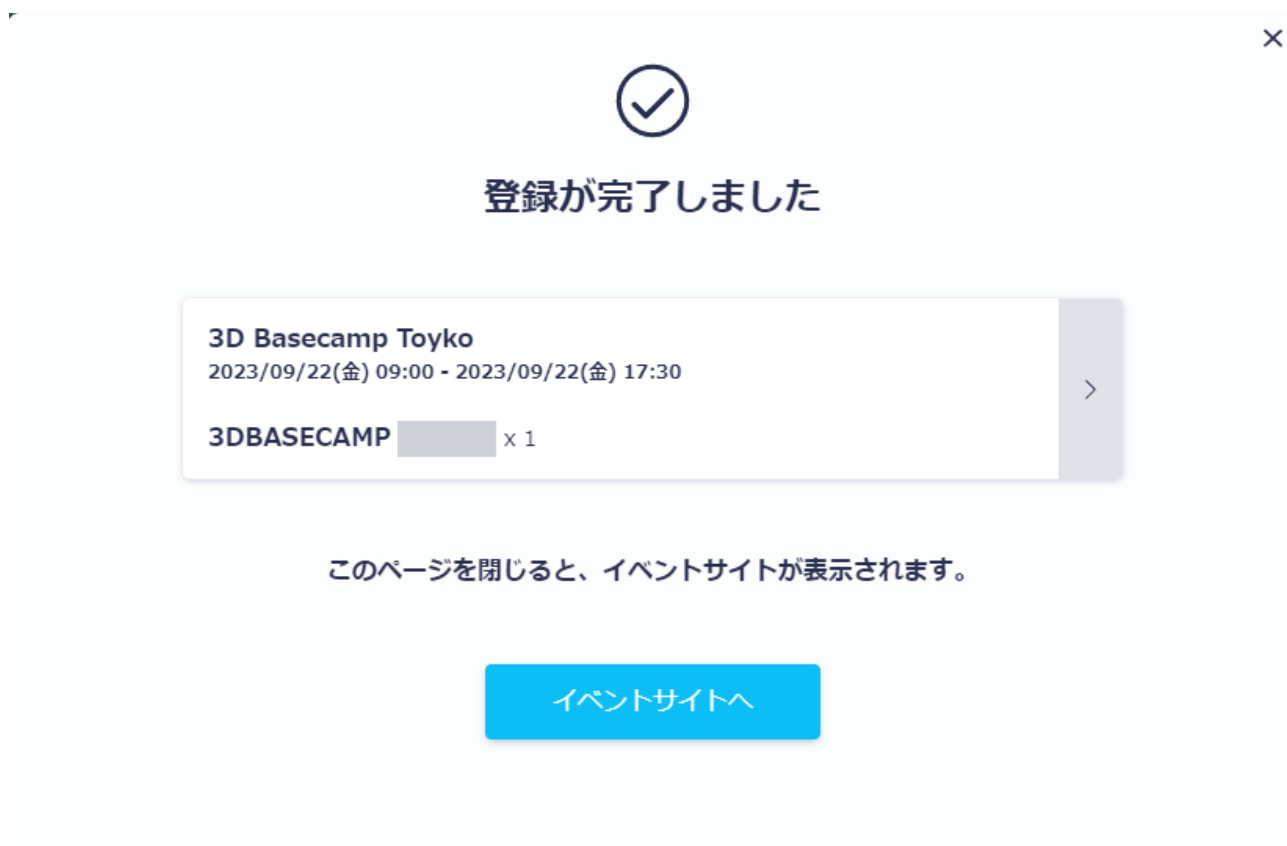 登録が完了しました
3D Basecamp Toyko
2023/09/22(金) 09:00 - 2023/09/22(金) 17:30
3DBASECAMP x 1
このページを閉じると、イベントサイトが表示されます。
イベントサイトへ